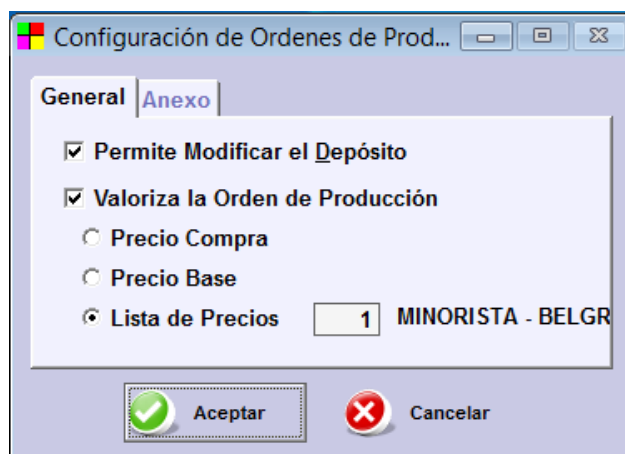 Configuración de Ordenes de Prod...
General Anexo
Permite Modificar el Depósito
Valoriza la Orden de Producción
Precio Compra
Precio Base
Lista de Precios 1 MINORISTA - BELGR
Aceptar Cancelar